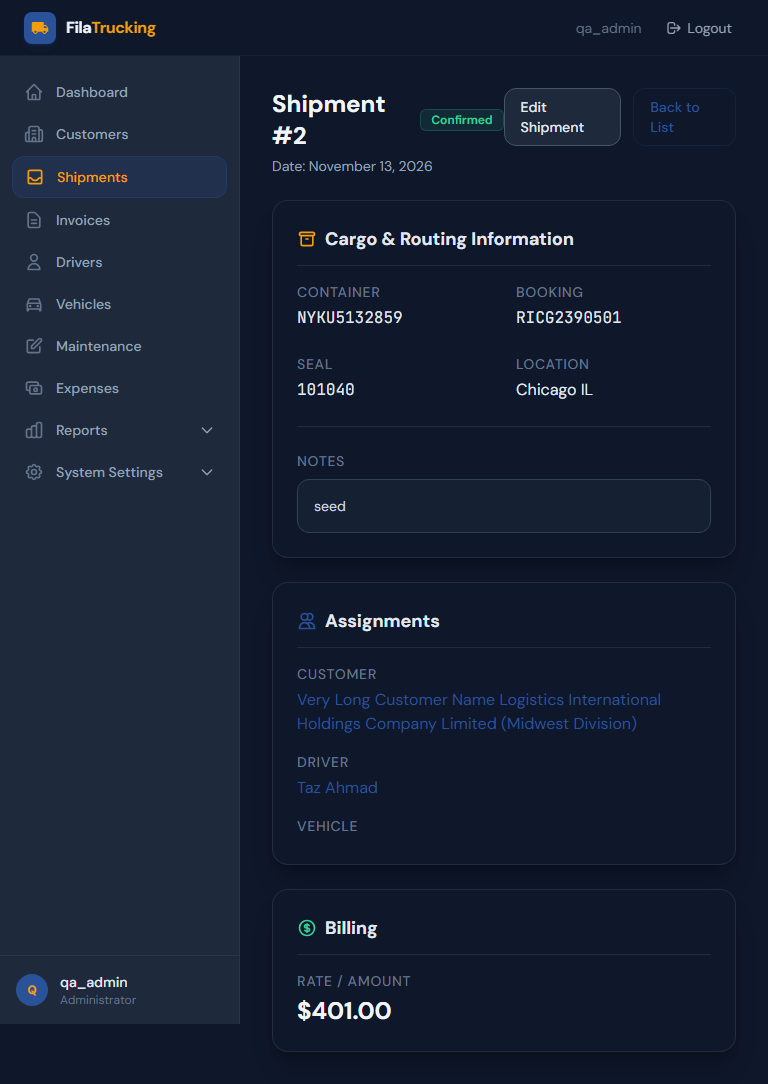 FilaTrucking
qa_admin
Logout
Dashboard
Customers
Shipments
Invoices
Drivers
Vehicles
Maintenance
Expenses
Reports
System Settings
Q
qa_admin
Administrator
Shipment
#2
Confirmed
Edit
Shipment
Back to
List
Date: November 13, 2026
Cargo & Routing Information
CONTAINER
NYKU5132859
BOOKING
RICG2390501
SEAL
101040
LOCATION
Chicago IL
NOTES
seed
Assignments
CUSTOMER
Very Long Customer Name Logistics International
Holdings Company Limited (Midwest Division)
DRIVER
Taz Ahmad
VEHICLE
Billing
RATE / AMOUNT
$401.00